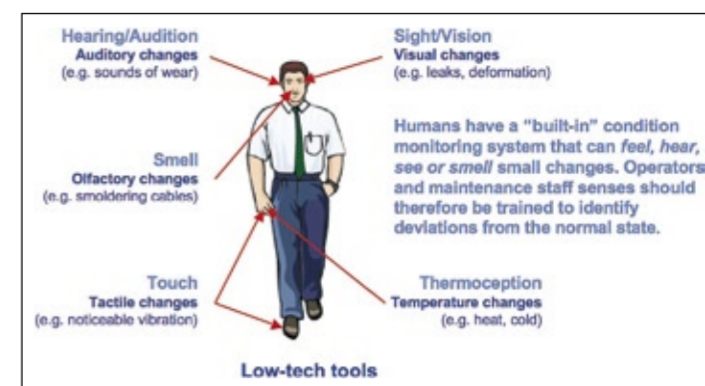 Hearing/Audition
Auditory changes
(e.g. sounds of wear)
Sight/Vision
Visual changes
(e.g. leaks, deformation)
Humans have a "built-in" condition
monitoring system that can feel, hear,
see or smell small changes. Operators
and maintenance staff senses should
therefore be trained to identify
deviations from the normal state.
Smell
Olfactory changes
(e.g. smoldering cables)
Touch
Tactile changes
(e.g. noticeable vibration)
Thermoception
Temperature changes
(e.g. heat, cold)
Low-tech tools